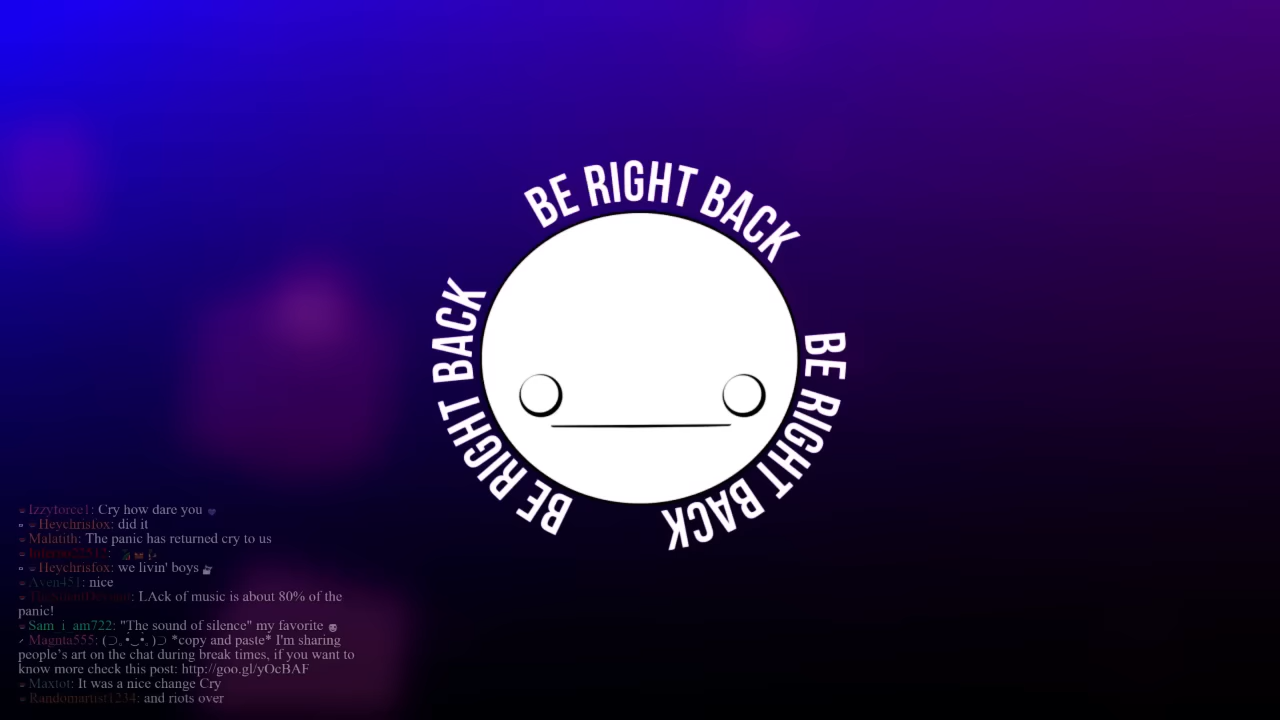 BE RIGHT BACK
BE RIGHT BACK
BE RIGHT BACK
Izzyforce1: Cry how dare you
Heychrisfox: did it
Malatith: The panic has returned cry to us
Heychrisfox: we livin' boys
Aven451: nice
: LAck of music is about 80% of the
panic!
Sam_i_am722: "The sound of silence" my favorite
Magnta555: (⊃｡•́‿•̀｡)⊃ *copy and paste* I'm sharing
people's art on the chat during break times, if you want to
know more check this post: http://goo.gl/yOcBAF
Maxtot: It was a nice change Cry
Randomartist1234: and riots over